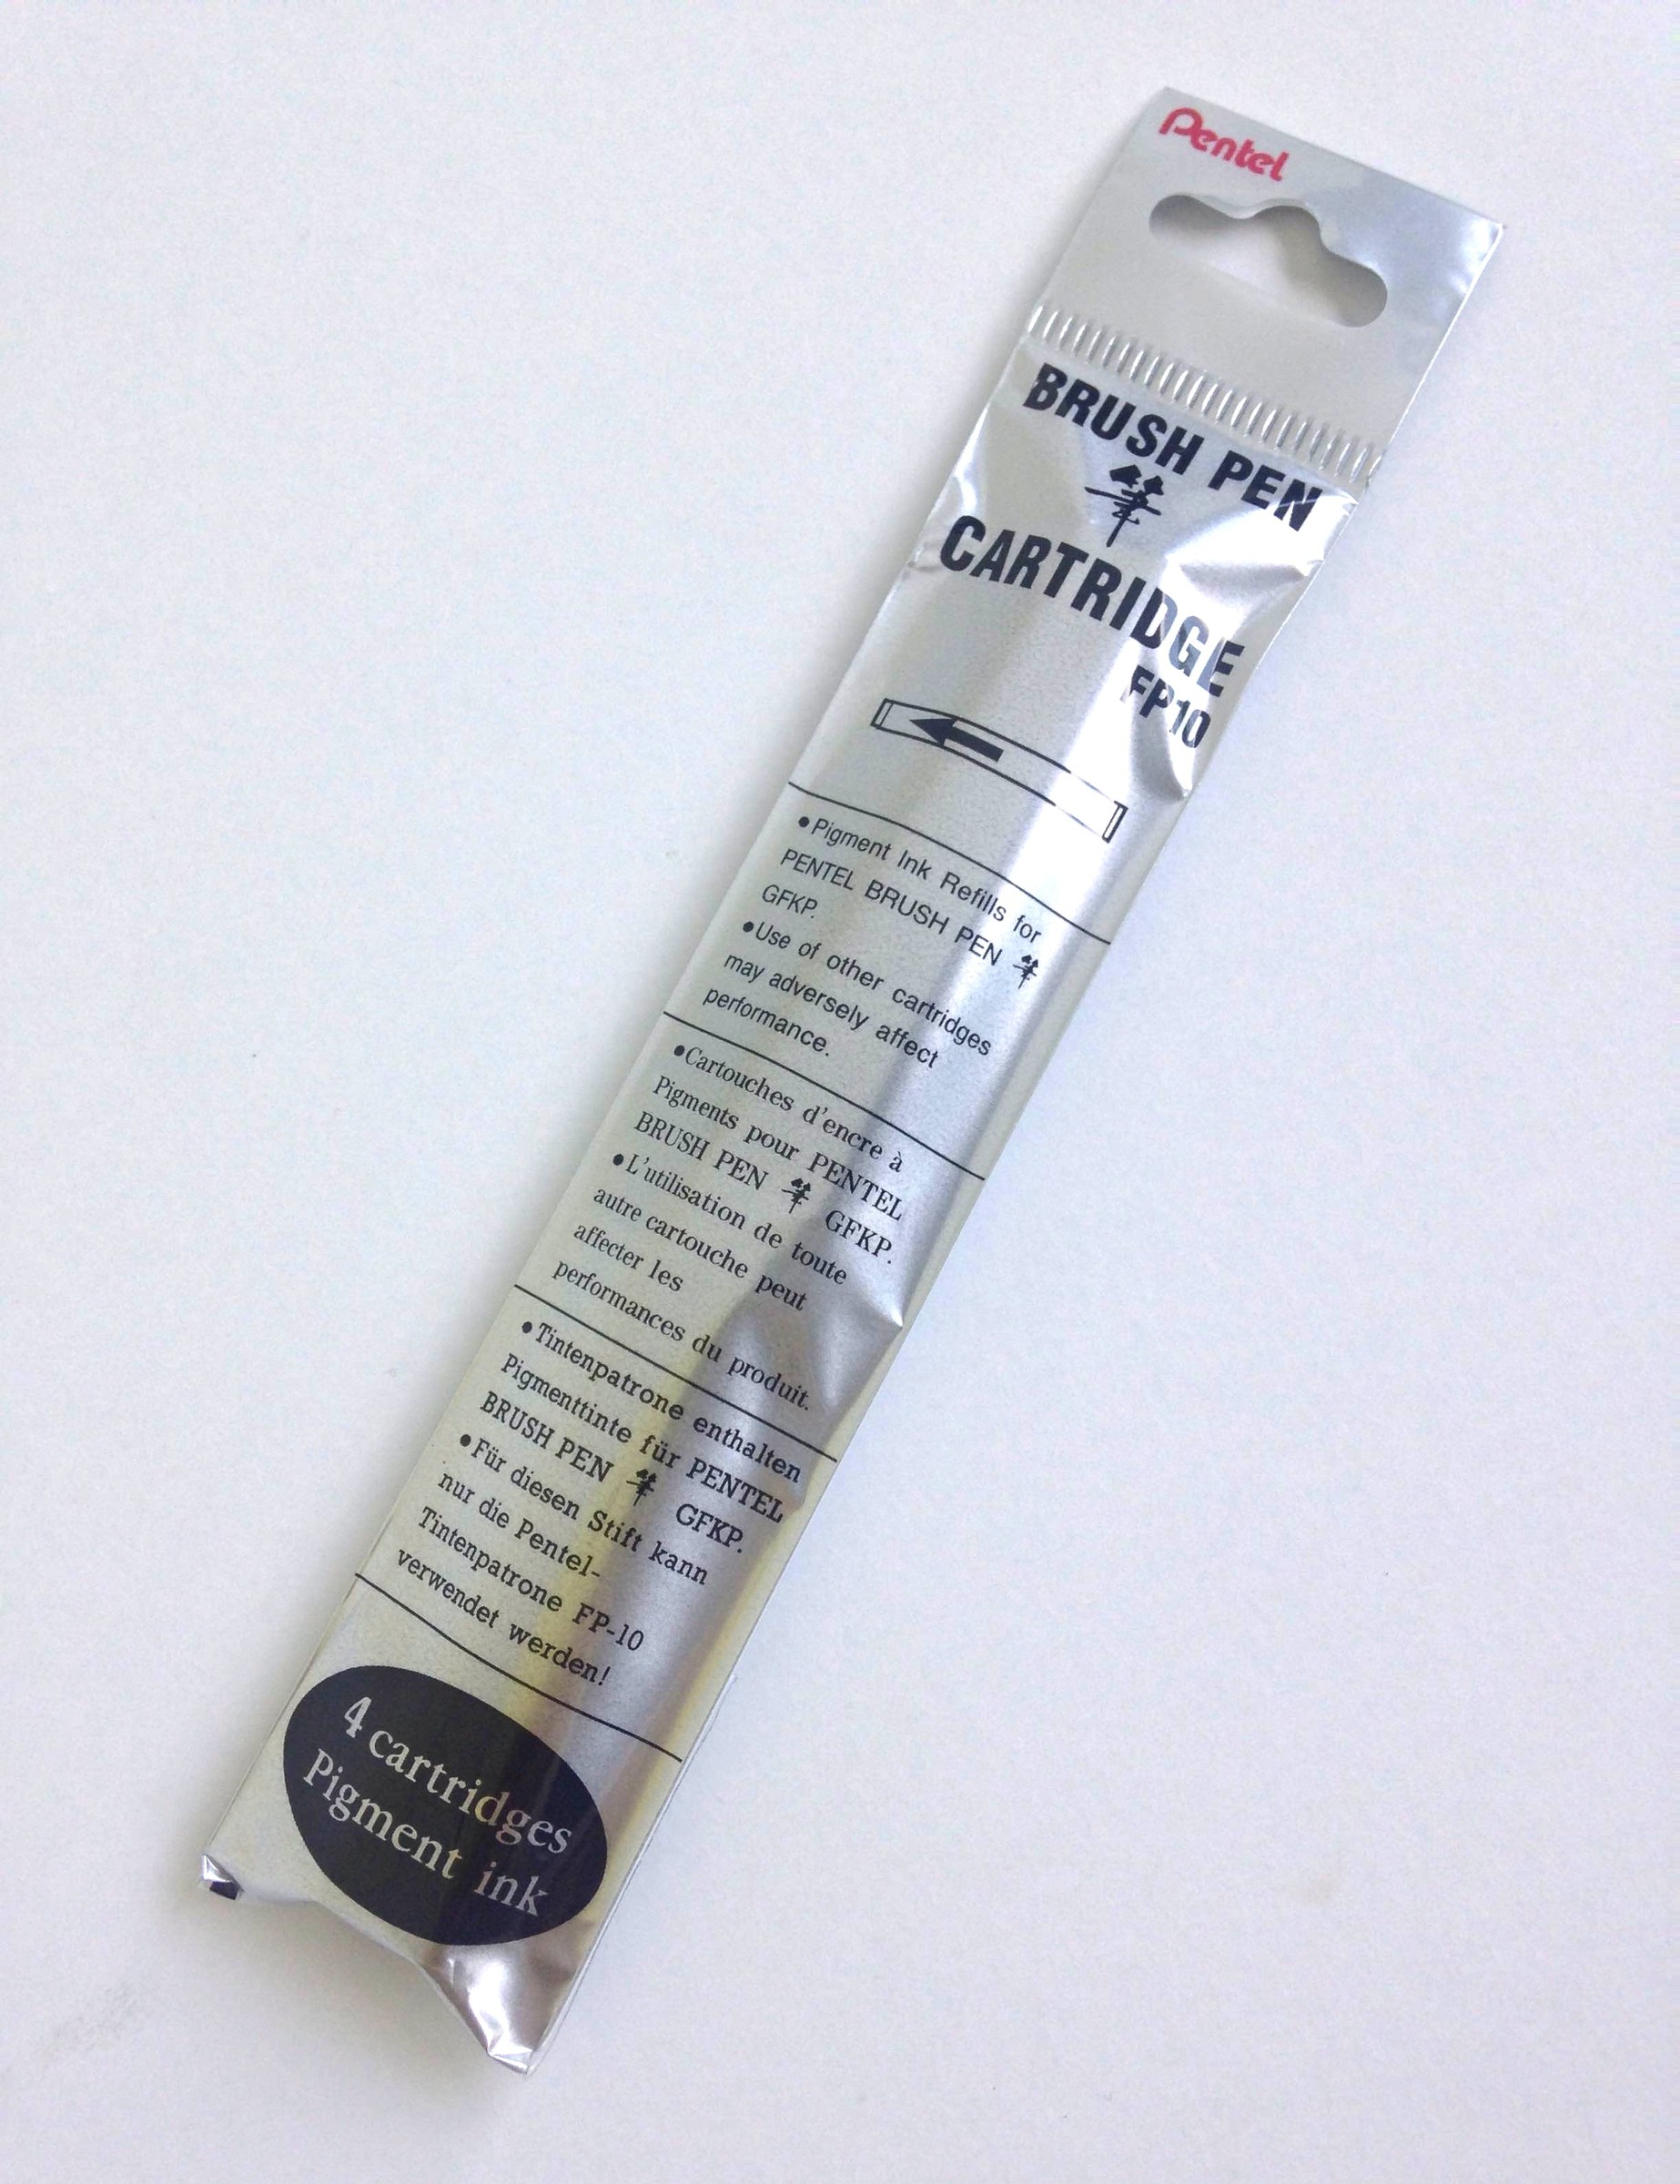 Pentel
BRUSH PEN
筆
CARTRIDGE
FP10
●Pigment Ink Refills for
PENTEL BRUSH PEN 筆
GFKP.
●Use of other cartridges
may adversely affect
performance.
●Cartouches d'encre à
Pigments pour PENTEL
BRUSH PEN 筆 GFKP.
●L'utilisation de toute
autre cartouche peut
affecter les
performances du produit.
●Tintenpatrone enthalten
Pigmenttinte für PENTEL
BRUSH PEN 筆 GFKP.
●Für diesen Stift kann
nur die Pentel-
Tintenpatrone FP-10
verwendet werden!
4 cartridges
Pigment ink